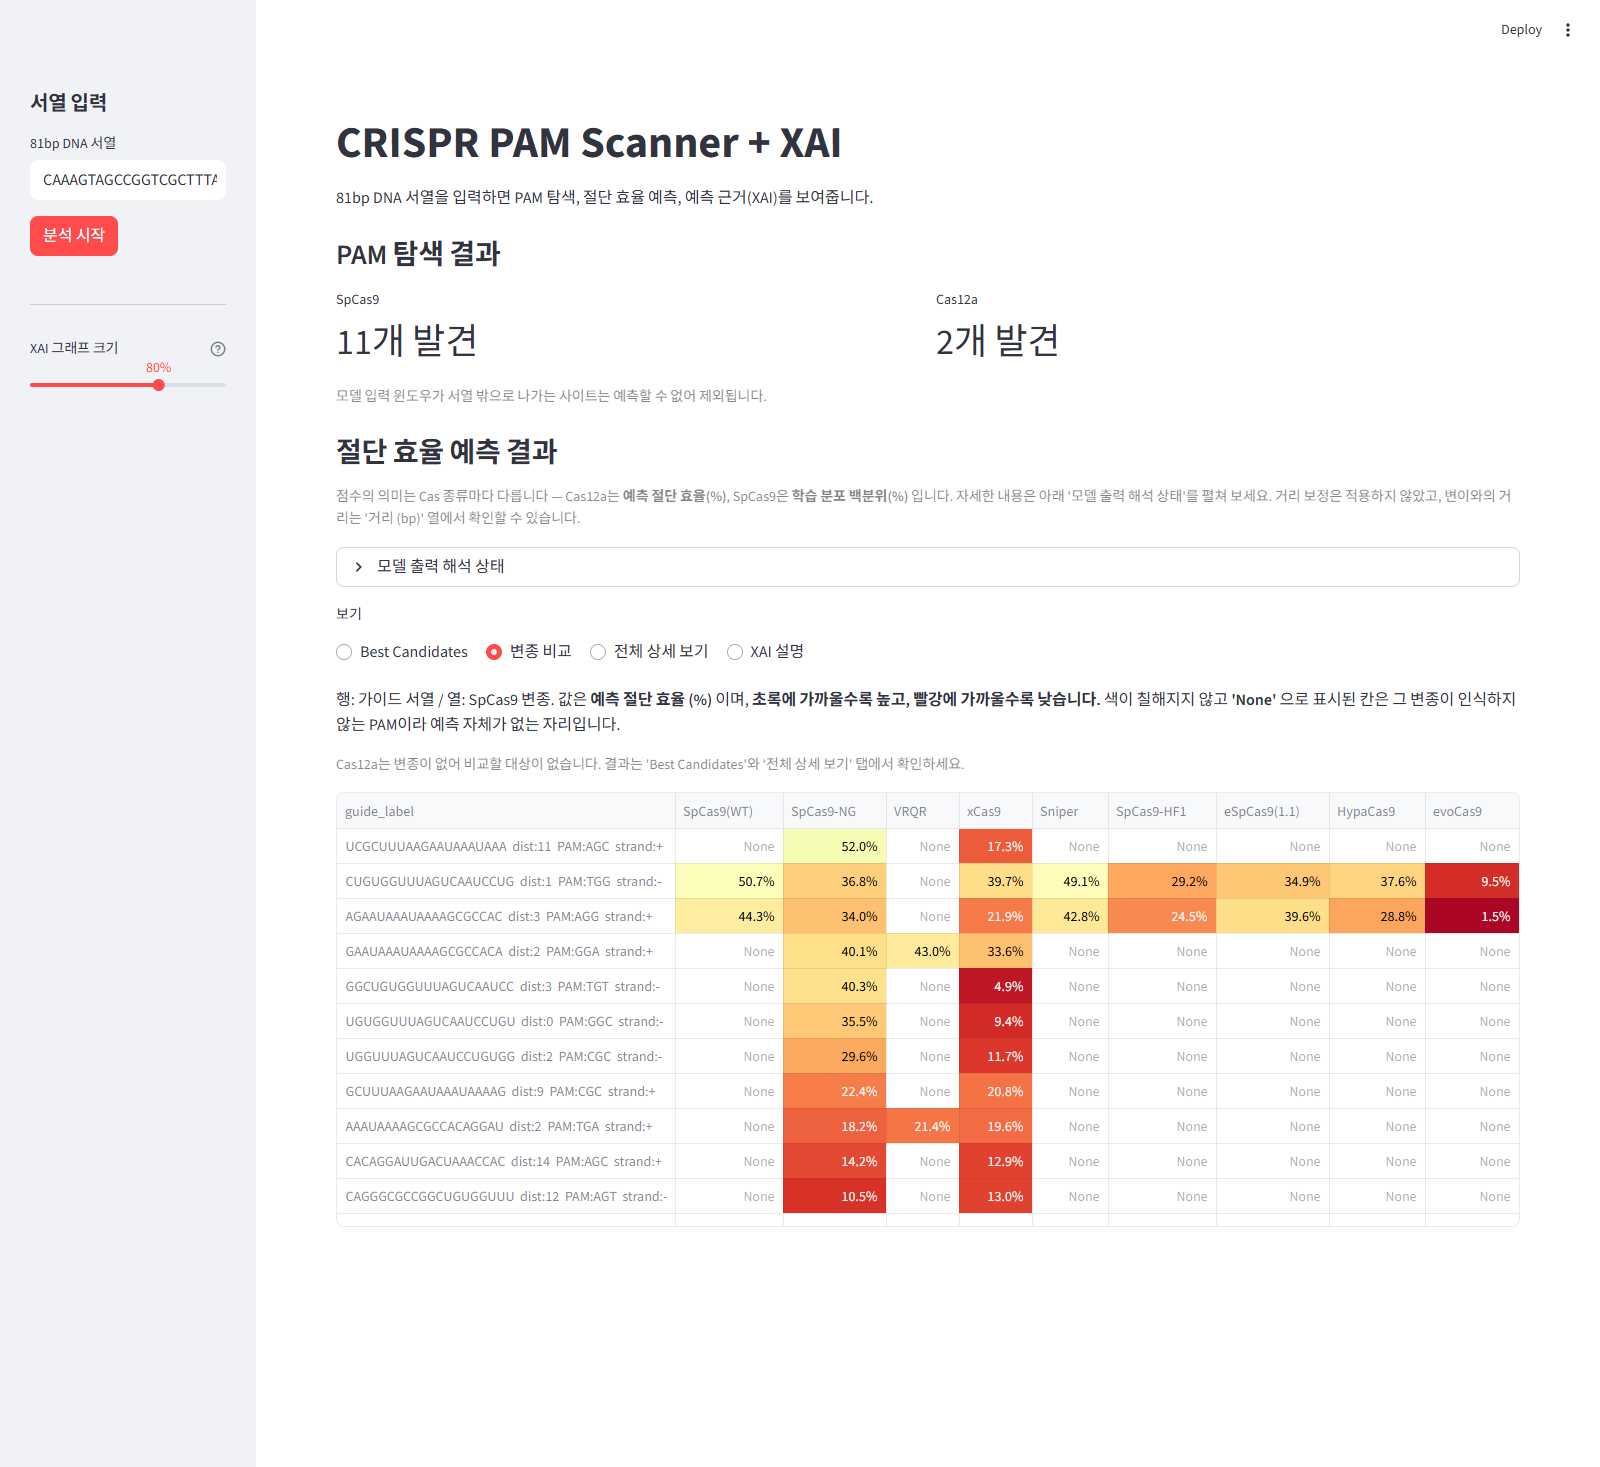 Deploy
서열 입력
81bp DNA 서열
CAAAGTAGCCGGTCGCTTTA
분석 시작
XAI 그래프 크기
80%
CRISPR PAM Scanner + XAI
81bp DNA 서열을 입력하면 PAM 탐색, 절단 효율 예측, 예측 근거(XAI)를 보여줍니다.
PAM 탐색 결과
SpCas9 Cas12a
11개 발견 2개 발견
모델 입력 윈도우가 서열 밖으로 나가는 사이트는 예측할 수 없어 제외됩니다.
절단 효율 예측 결과
점수의 의미는 Cas 종류마다 다릅니다 — Cas12a는 예측 절단 효율(%), SpCas9은 학습 분포 백분위(%) 입니다. 자세한 내용은 아래 '모델 출력 해석 상태'를 펼쳐 보세요. 거리 보정은 적용하지 않았고, 변이와의 거
리는 '거리 (bp)' 열에서 확인할 수 있습니다.
모델 출력 해석 상태
보기
Best Candidates 변종 비교 전체 상세 보기 XAI 설명
행: 가이드 서열 / 열: SpCas9 변종. 값은 예측 절단 효율 (%) 이며, 초록에 가까울수록 높고, 빨강에 가까울수록 낮습니다. 색이 칠해지지 않고 'None' 으로 표시된 칸은 그 변종이 인식하지
않는 PAM이라 예측 자체가 없는 자리입니다.
Cas12a는 변종이 없어 비교할 대상이 없습니다. 결과는 'Best Candidates'와 '전체 상세 보기' 탭에서 확인하세요.
guide_label SpCas9(WT) SpCas9-NG VRQR xCas9 Sniper SpCas9-HF1 eSpCas9(1.1) HypaCas9 evoCas9
UCGCUUUAAGAAUAAAUAAA dist:11 PAM:AGC strand:+ None 52.0% None 17.3% None None None None None
CUGUGGUUUAGUCAAUCCUG dist:1 PAM:TGG strand:- 50.7% 36.8% None 39.7% 49.1% 29.2% 34.9% 37.6% 9.5%
AGAAUAAAUAAAAGCGCCAC dist:3 PAM:AGG strand:+ 44.3% 34.0% None 21.9% 42.8% 24.5% 39.6% 28.8% 1.5%
GAAUAAAUAAAAGCGCCACA dist:2 PAM:GGA strand:+ None 40.1% 43.0% 33.6% None None None None None
GGCUGUGGUUUAGUCAAUCC dist:3 PAM:TGT strand:- None 40.3% None 4.9% None None None None None
UGUGGUUUAGUCAAUCCUGU dist:0 PAM:GGC strand:- None 35.5% None 9.4% None None None None None
UGGUUUAGUCAAUCCUGUGG dist:2 PAM:CGC strand:- None 29.6% None 11.7% None None None None None
GCUUUAAGAAUAAAUAAAAG dist:9 PAM:CGC strand:+ None 22.4% None 20.8% None None None None None
AAAUAAAAGCGCCACAGGAU dist:2 PAM:TGA strand:+ None 18.2% 21.4% 19.6% None None None None None
CACAGGAUUGACUAAACCAC dist:14 PAM:AGC strand:+ None 14.2% None 12.9% None None None None None
CAGGGCGCCGGCUGUGGUUU dist:12 PAM:AGT strand:- None 10.5% None 13.0% None None None None None